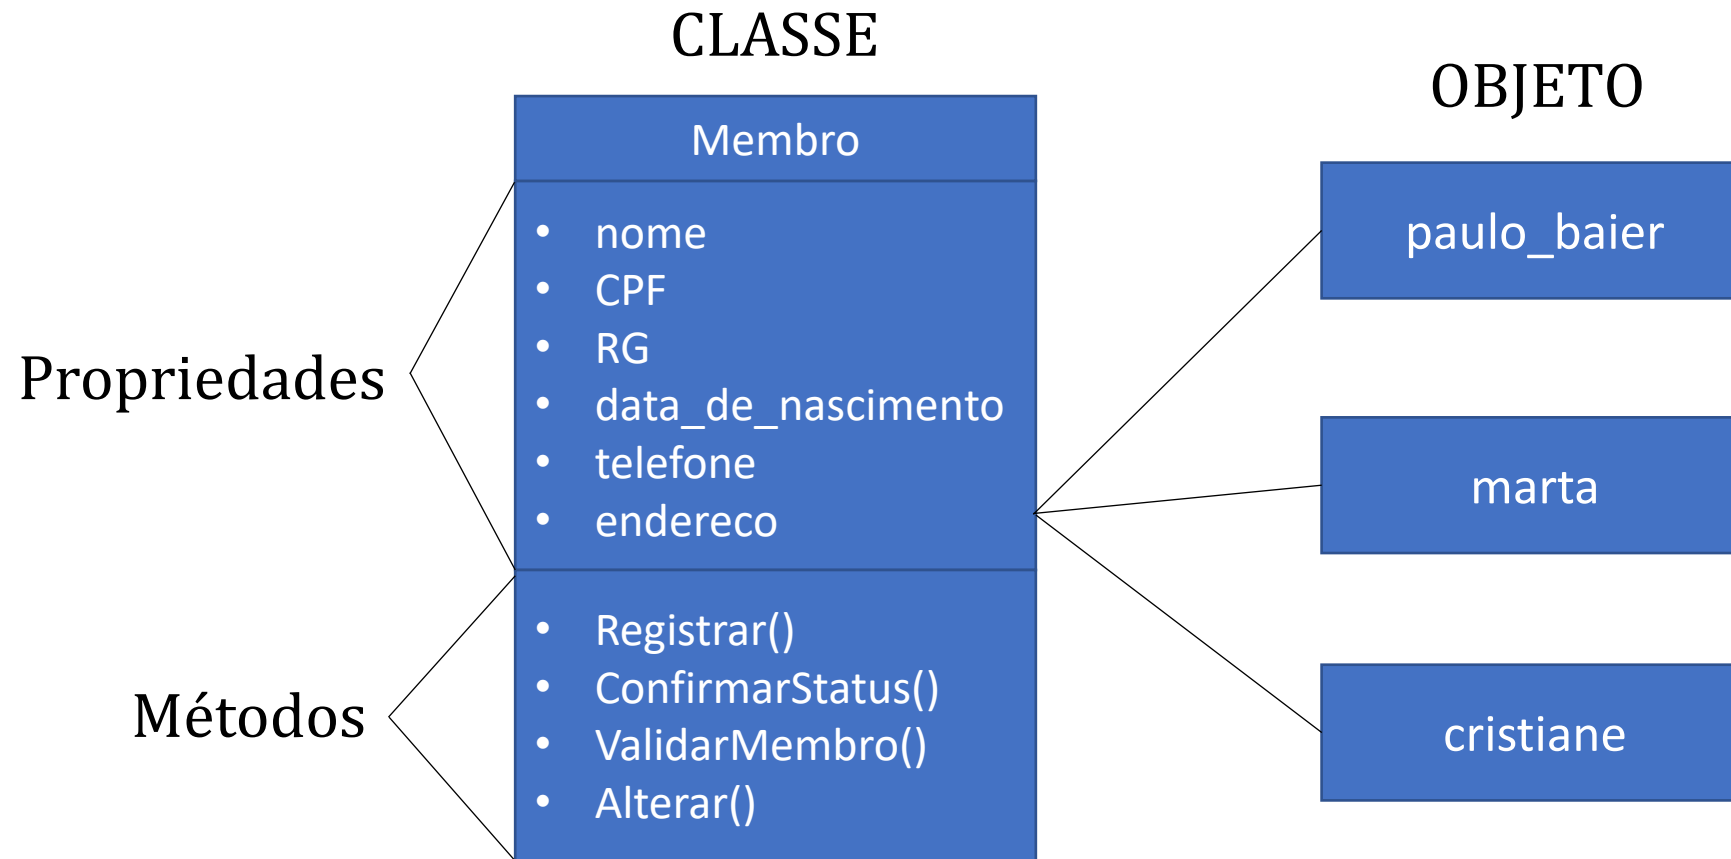 CLASSE
OBJETO
Membro
Propriedades
• nome
• CPF
• RG
• data_de_nascimento
• telefone
• endereco
Métodos
• Registrar()
• ConfirmarStatus()
• ValidarMembro()
• Alterar()
paulo_baier
marta
cristiane